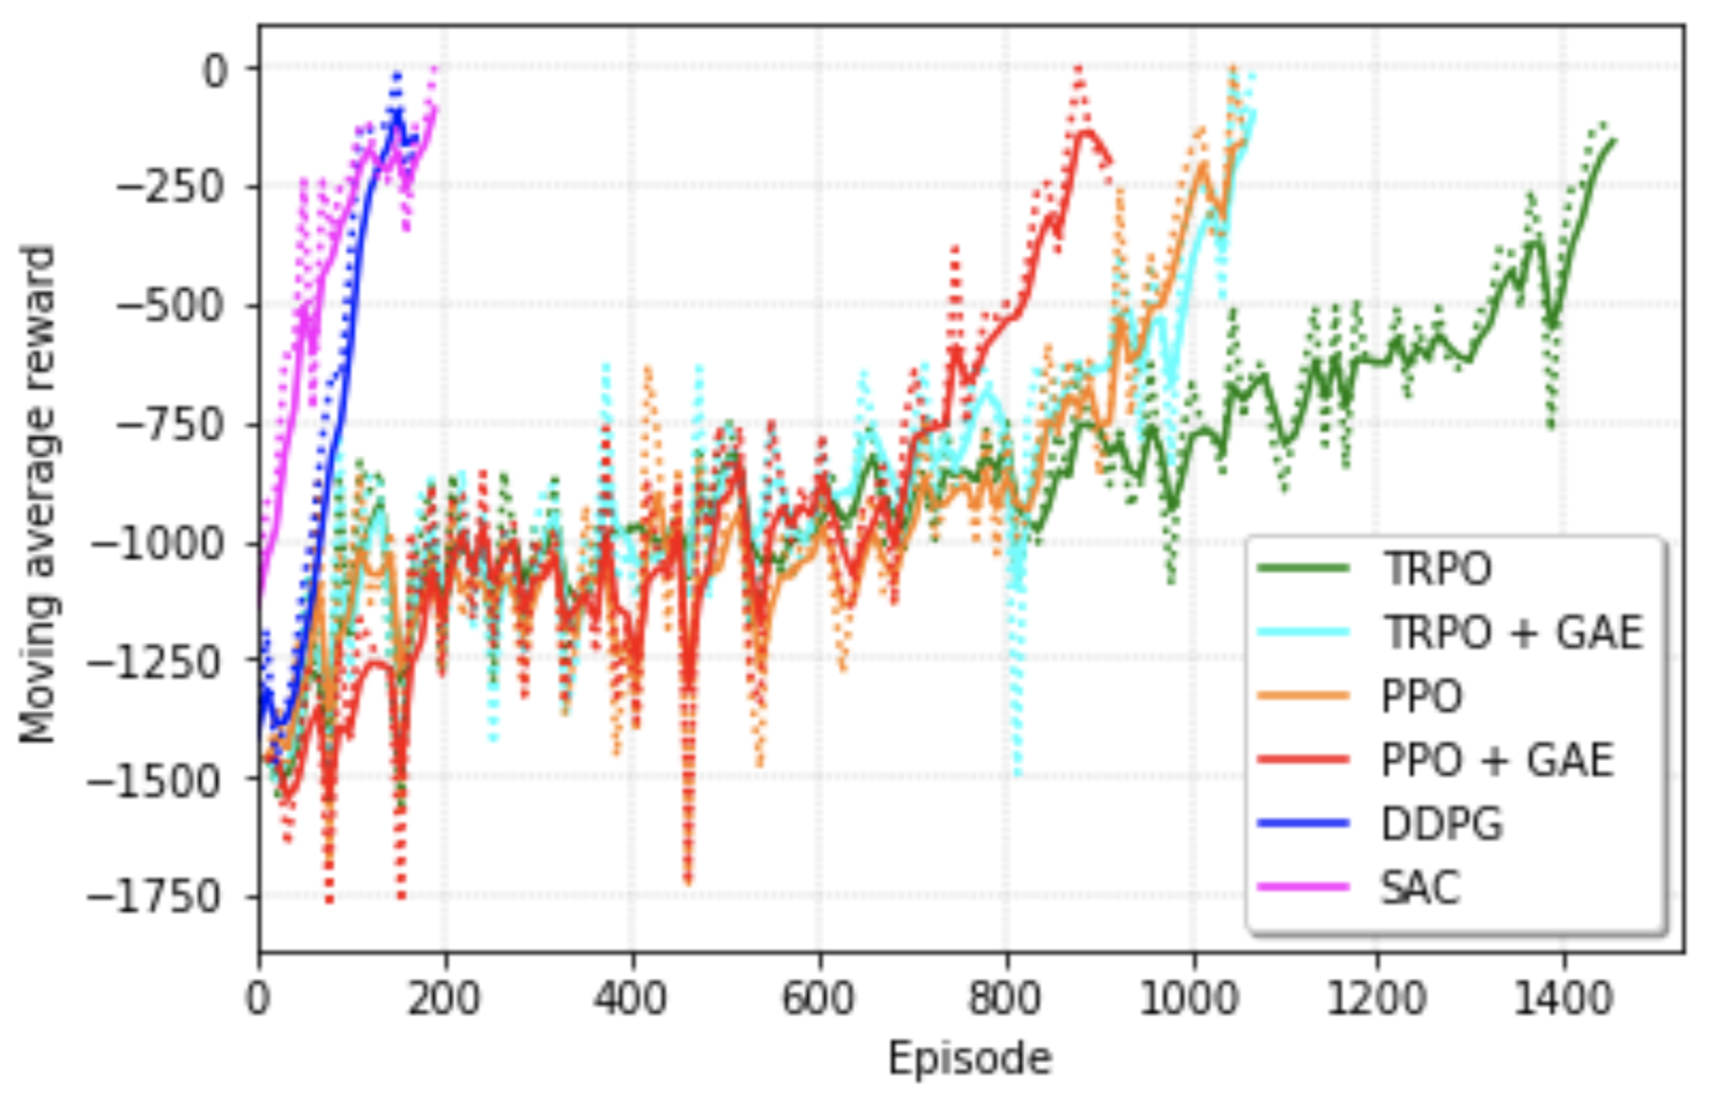 0
−250
−500
−750
−1000
−1250
−1500
−1750
Moving average reward
0 200 400 600 800 1000 1200 1400
Episode
TRPO
TRPO + GAE
PPO
PPO + GAE
DDPG
SAC